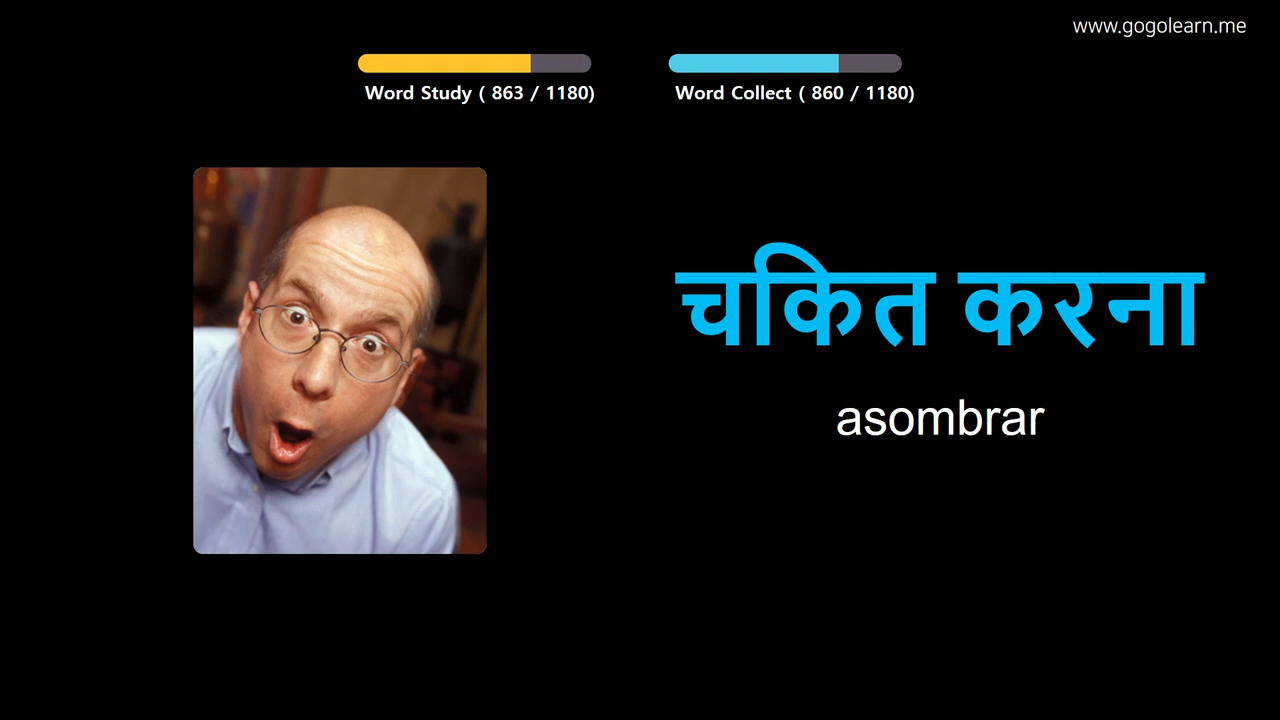 www.gogolearn.me
Word Study ( 863 / 1180)
Word Collect ( 860 / 1180)
चकित करना
asombrar